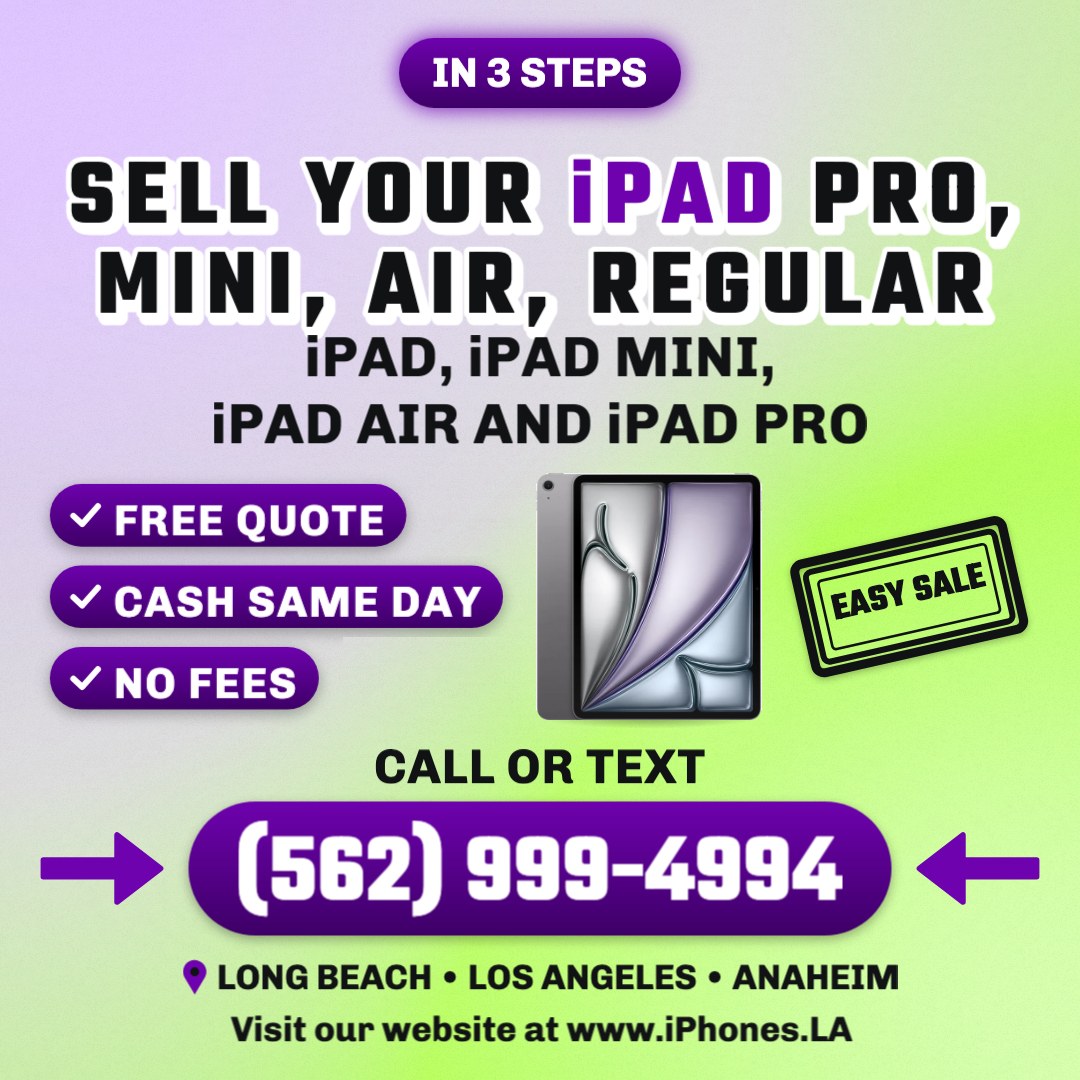 IN 3 STEPS
SELL YOUR iPAD PRO,
MINI, AIR, REGULAR
iPAD, iPAD MINI,
iPAD AIR AND iPAD PRO
FREE QUOTE
CASH SAME DAY
NO FEES
EASY SALE
CALL OR TEXT
(562) 999-4994
LONG BEACH • LOS ANGELES • ANAHEIM
Visit our website at www.iPhones.LA